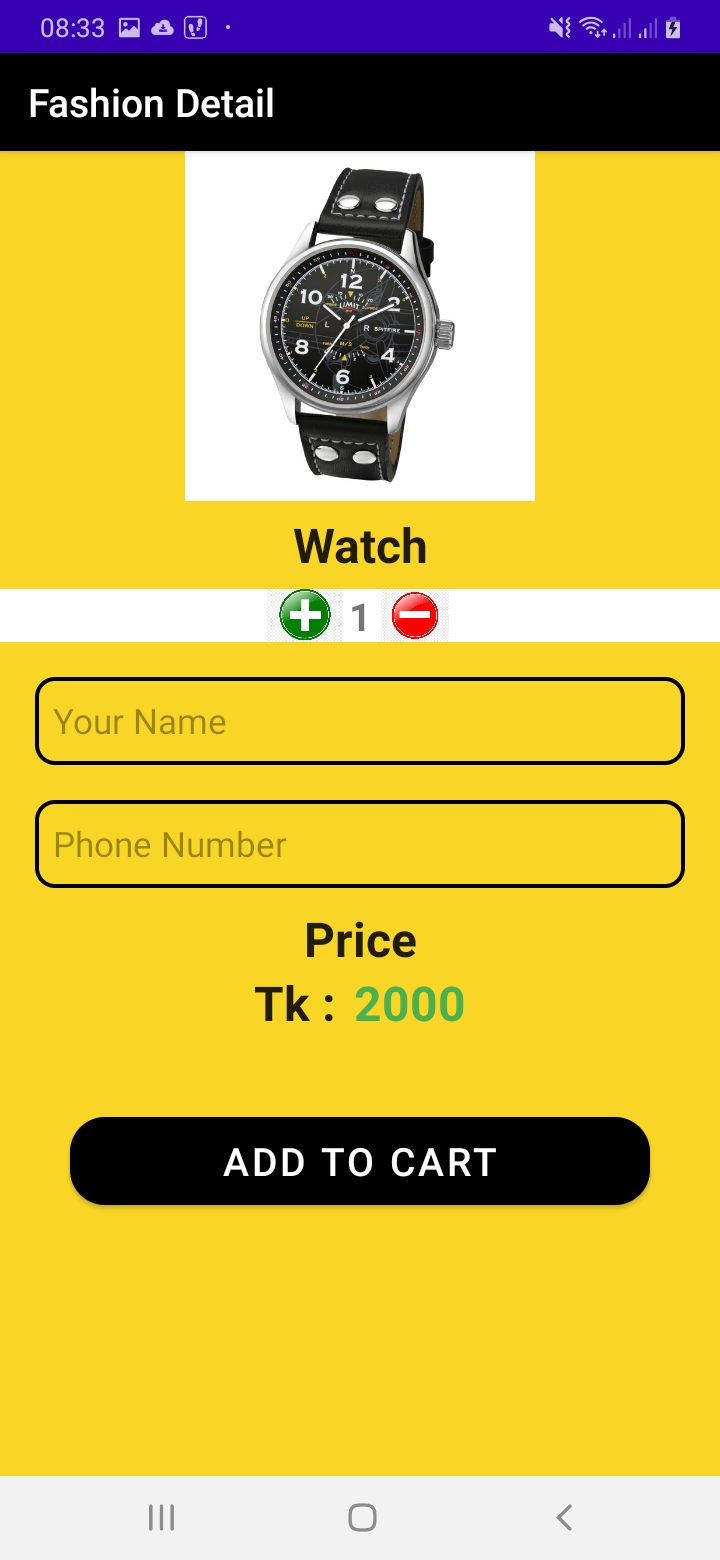 08:33
Fashion Detail
12
10 2
LIMIT
UP
DOWN
L R SPITFIRE
8 M/S 4
6
Watch
1
Your Name
Phone Number
Price
Tk : 2000
ADD TO CART